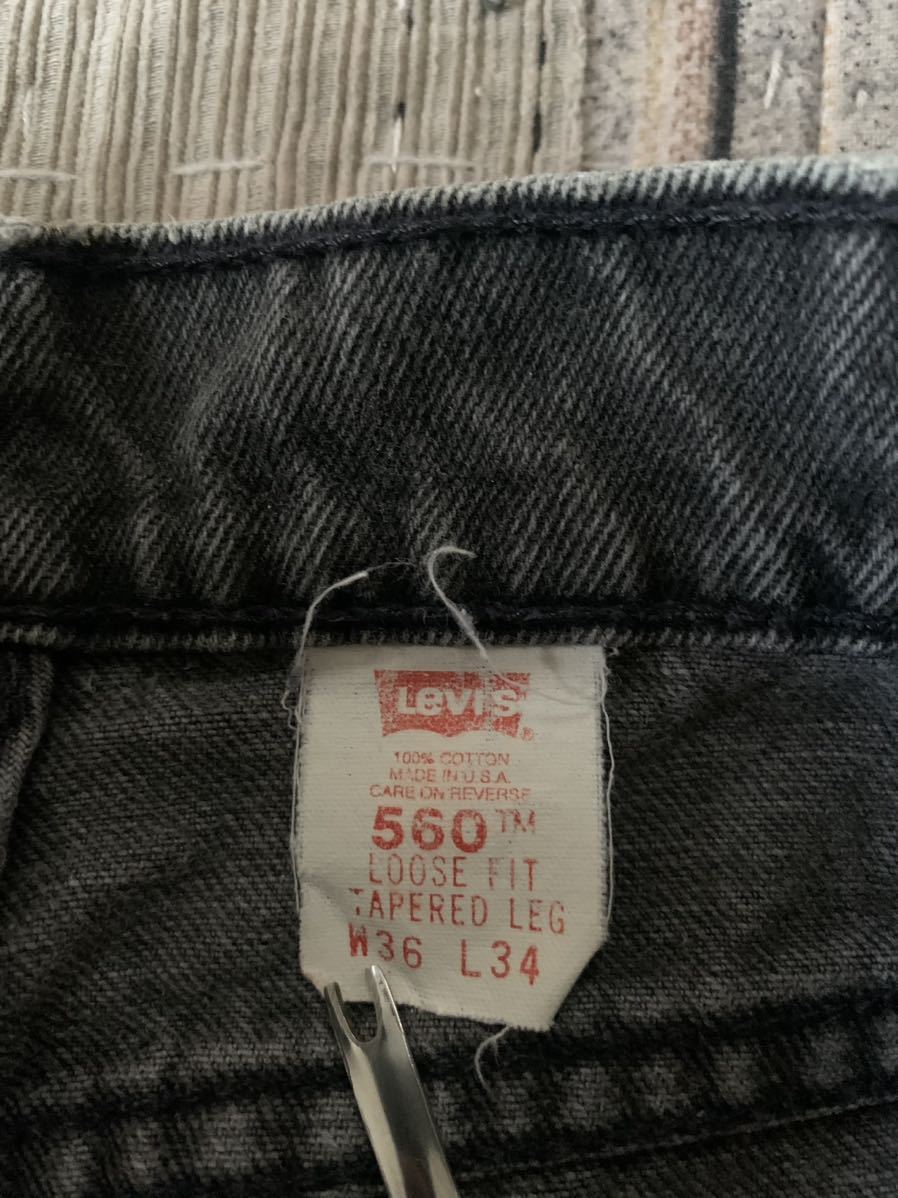 LEVI'S®
100% COTTON
MADE IN U.S.A.
CARE ON REVERSE
560™
LOOSE FIT
TAPERED LEG
W36 L34